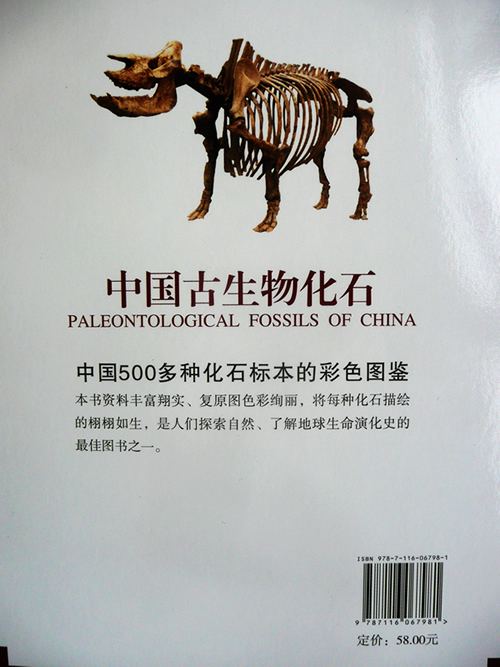 中国古生物化石
PALEONTOLOGICAL FOSSILS OF CHINA
中国500多种化石标本的彩色图鉴
本书资料丰富翔实、复原图色彩绚丽，将每种化石描绘
的栩栩如生，是人们探索自然、了解地球生命演化史的
最佳图书之一。
ISBN 978-7-116-06798-1
9 787116 067981 >
定价：58.00元